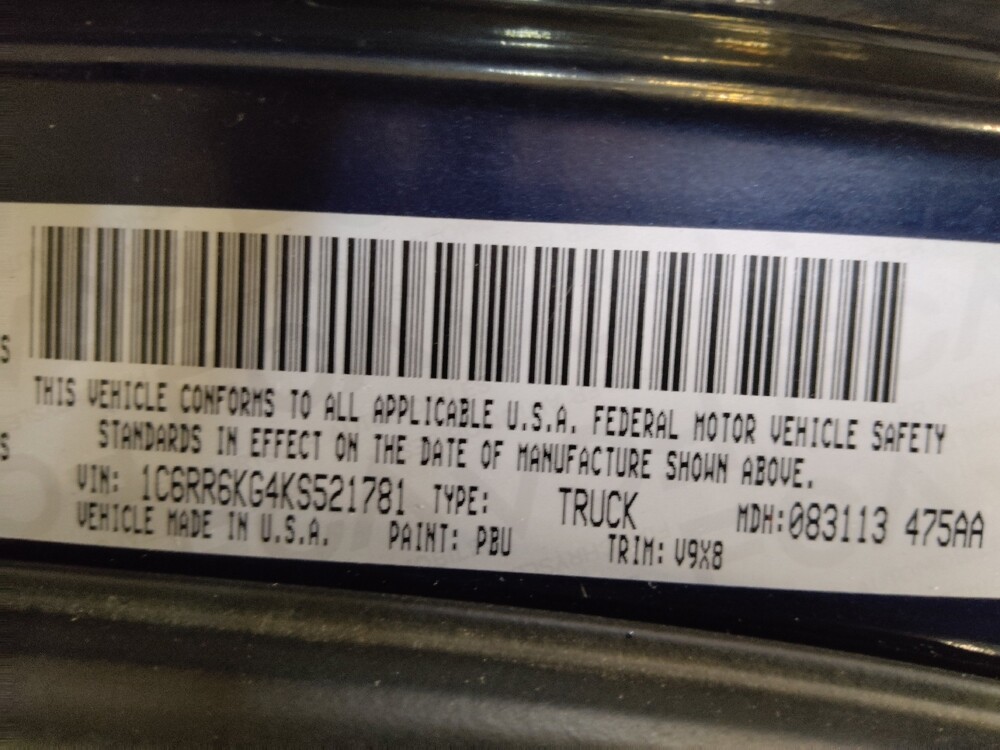 S
THIS VEHICLE CONFORMS TO ALL APPLICABLE U.S.A. FEDERAL MOTOR VEHICLE SAFETY
S
STANDARDS IN EFFECT ON THE DATE OF MANUFACTURE SHOWN ABOVE.
VIN: 1C6RR6KG4KS521781 TYPE: TRUCK MDH:083113 475AA
VEHICLE MADE IN U.S.A. PAINT: PBU TRIM: V9X8